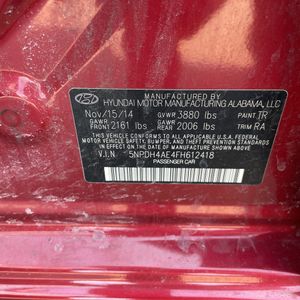 MANUFACTURED BY
HYUNDAI MOTOR MANUFACTURING ALABAMA, LLC
Nov/15/14 GVWR 3880 lbs PAINT TR
GAWR FRONT 2161 lbs GAWR REAR 2006 lbs TRIM RA
THIS VEHICLE CONFORMS TO ALL APPLICABLE U.S. FEDERAL MOTOR VEHICLE
SAFETY, BUMPER, AND THEFT PREVENTION STANDARDS IN EFFECT ON THE
DATE OF MANUFACTURE SHOWN ABOVE.
V.I.N 5NPDH4AE4FH612418
PASSENGER CAR